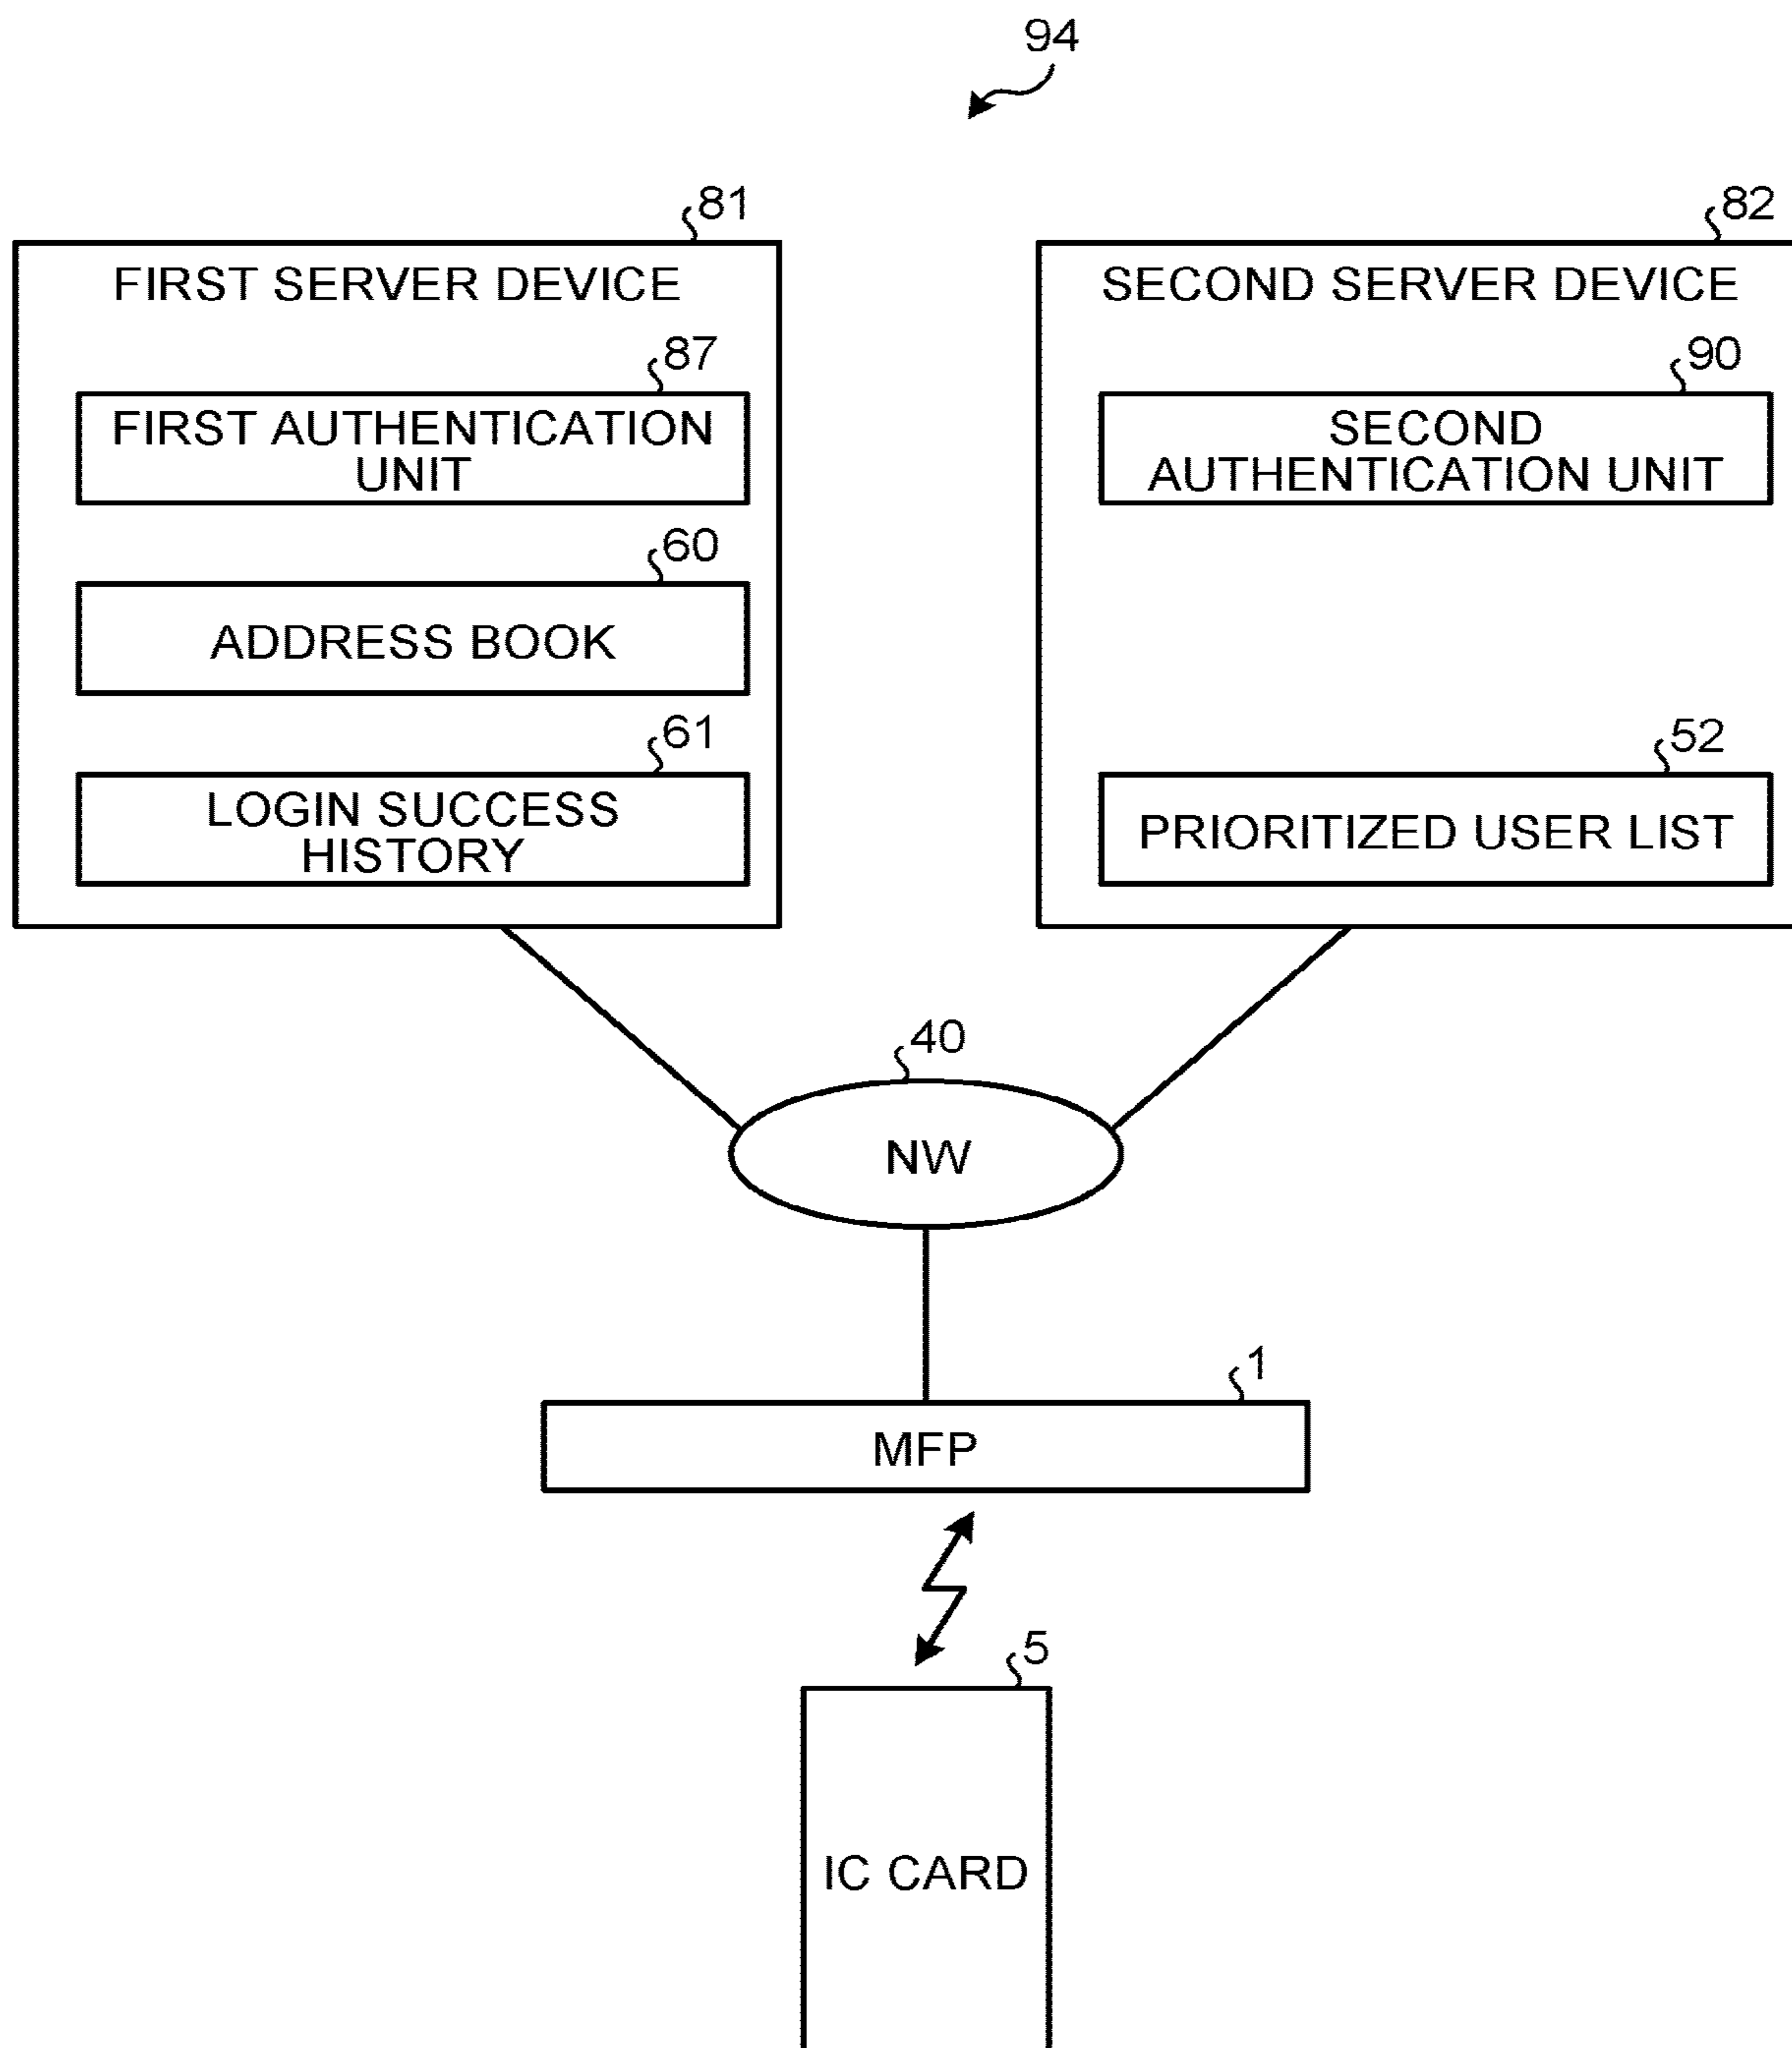 94
81
FIRST SERVER DEVICE
87
FIRST AUTHENTICATION
UNIT
60
ADDRESS BOOK
61
LOGIN SUCCESS
HISTORY
82
SECOND SERVER DEVICE
90
SECOND
AUTHENTICATION UNIT
52
PRIORITIZED USER LIST
40
NW
1
MFP
5
IC CARD